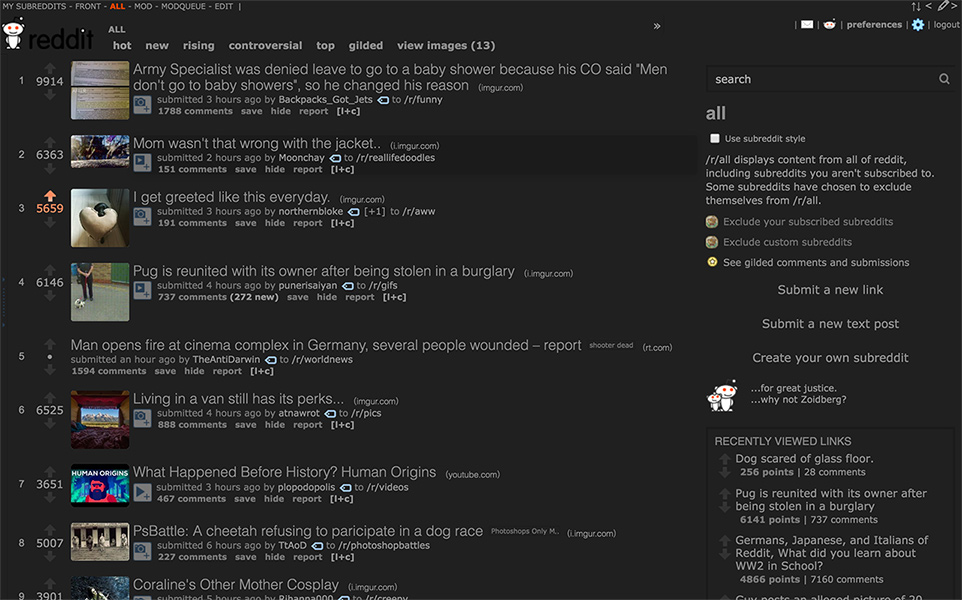 MY SUBREDDITS - FRONT - ALL - MOD - MODQUEUE - EDIT |
reddit
ALL
hot new rising controversial top gilded view images (13)
| preferences | | logout
1
9914
Army Specialist was denied leave to go to a baby shower because his CO said "Men
don't go to baby showers", so he changed his reason (imgur.com)
submitted 3 hours ago by Backpacks_Got_Jets to /r/funny
1788 comments save hide report [l+c]
2
6363
Mom wasn't that wrong with the jacket.. (i.imgur.com)
submitted 2 hours ago by Moonchay to /r/reallifedoodles
151 comments save hide report [l+c]
3
5659
I get greeted like this everyday. (imgur.com)
submitted 3 hours ago by northernbloke [+1] to /r/aww
191 comments save hide report [l+c]
4
6146
Pug is reunited with its owner after being stolen in a burglary (i.imgur.com)
submitted 4 hours ago by punerisaiyan to /r/gifs
737 comments (272 new) save hide report [l+c]
5
•
Man opens fire at cinema complex in Germany, several people wounded – report shooter dead (rt.com)
submitted an hour ago by TheAntiDarwin to /r/worldnews
1594 comments save hide report [l+c]
6
6525
Living in a van still has its perks... (imgur.com)
submitted 4 hours ago by atnawrot to /r/pics
888 comments save hide report [l+c]
7
3651
HUMAN ORIGINS
What Happened Before History? Human Origins (youtube.com)
submitted 3 hours ago by plopodopolis to /r/videos
467 comments save hide report [l+c]
8
5007
PsBattle: A cheetah refusing to paricipate in a dog race Photoshops Only M.. (i.imgur.com)
submitted 6 hours ago by TtAoD to /r/photoshopbattles
227 comments save hide report [l+c]
9
3901
Coraline's Other Mother Cosplay (i.imgur.com)
submitted 5 hours ago by Rihanna000 to /r/creepy
search
all
Use subreddit style
/r/all displays content from all of reddit,
including subreddits you aren't subscribed to.
Some subreddits have chosen to exclude
themselves from /r/all.
Exclude your subscribed subreddits
Exclude custom subreddits
See gilded comments and submissions
Submit a new link
Submit a new text post
Create your own subreddit
...for great justice.
...why not Zoidberg?
RECENTLY VIEWED LINKS
Dog scared of glass floor.
256 points | 28 comments
Pug is reunited with its owner after
being stolen in a burglary
6141 points | 737 comments
Germans, Japanese, and Italians of
Reddit, What did you learn about
WW2 in School?
4866 points | 7160 comments
Guy posts an alleged picture of 20